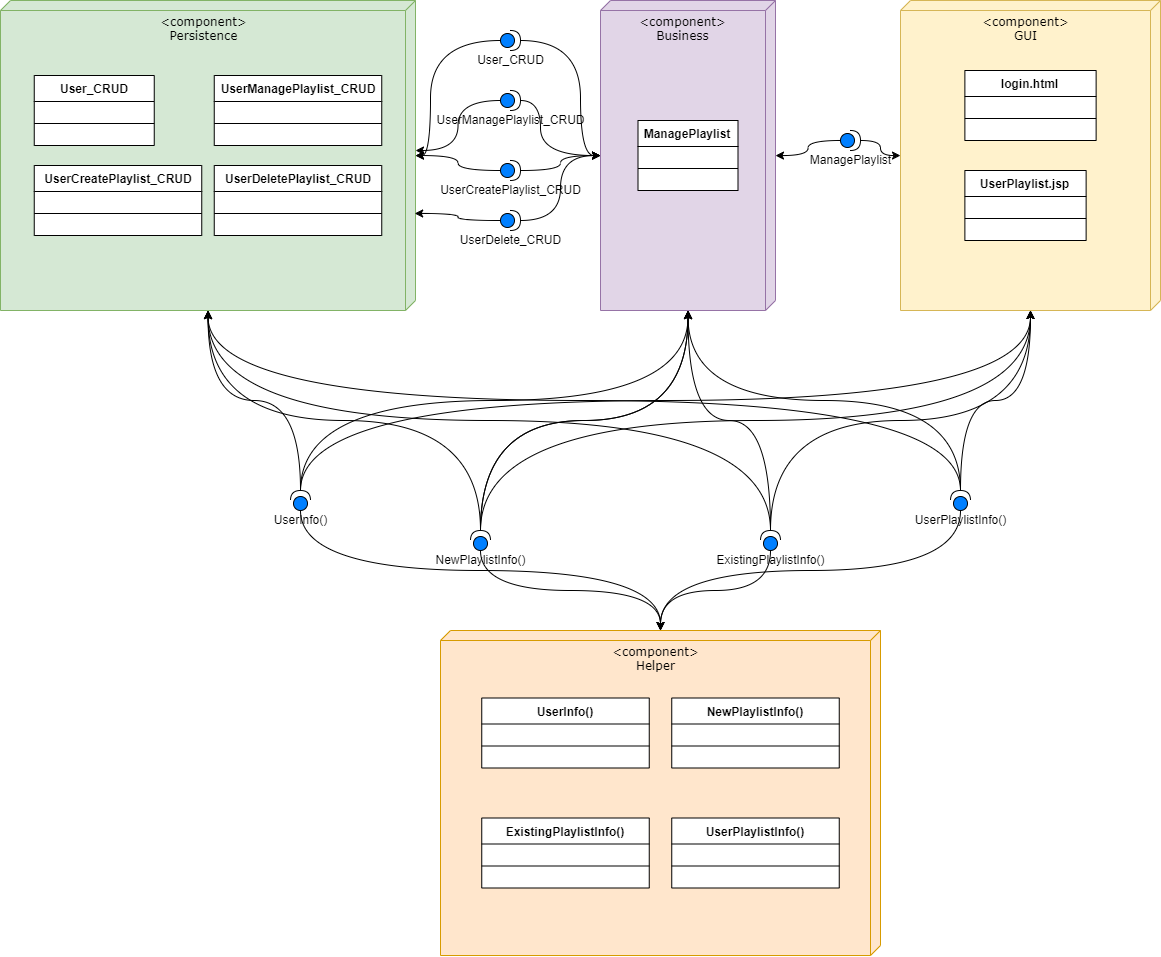 <component>
Persistence
User_CRUD
UserManagePlaylist_CRUD
UserCreatePlaylist_CRUD
UserDeletePlaylist_CRUD
User_CRUD
UserManagePlaylist_CRUD
UserCreatePlaylist_CRUD
UserDelete_CRUD
<component>
Business
ManagePlaylist
ManagePlaylist
<component>
GUI
login.html
UserPlaylist.jsp
UserInfo()
NewPlaylistInfo()
ExistingPlaylistInfo()
UserPlaylistInfo()
<component>
Helper
UserInfo()
NewPlaylistInfo()
ExistingPlaylistInfo()
UserPlaylistInfo()